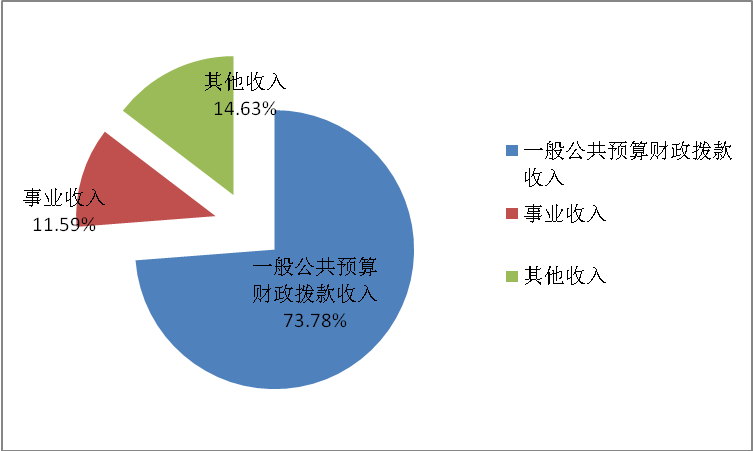 其他收入
14.63%
事业收入
11.59%
一般公共预算
财政拨款收入
73.78%
一般公共预算财政拨款
收入
事业收入
其他收入